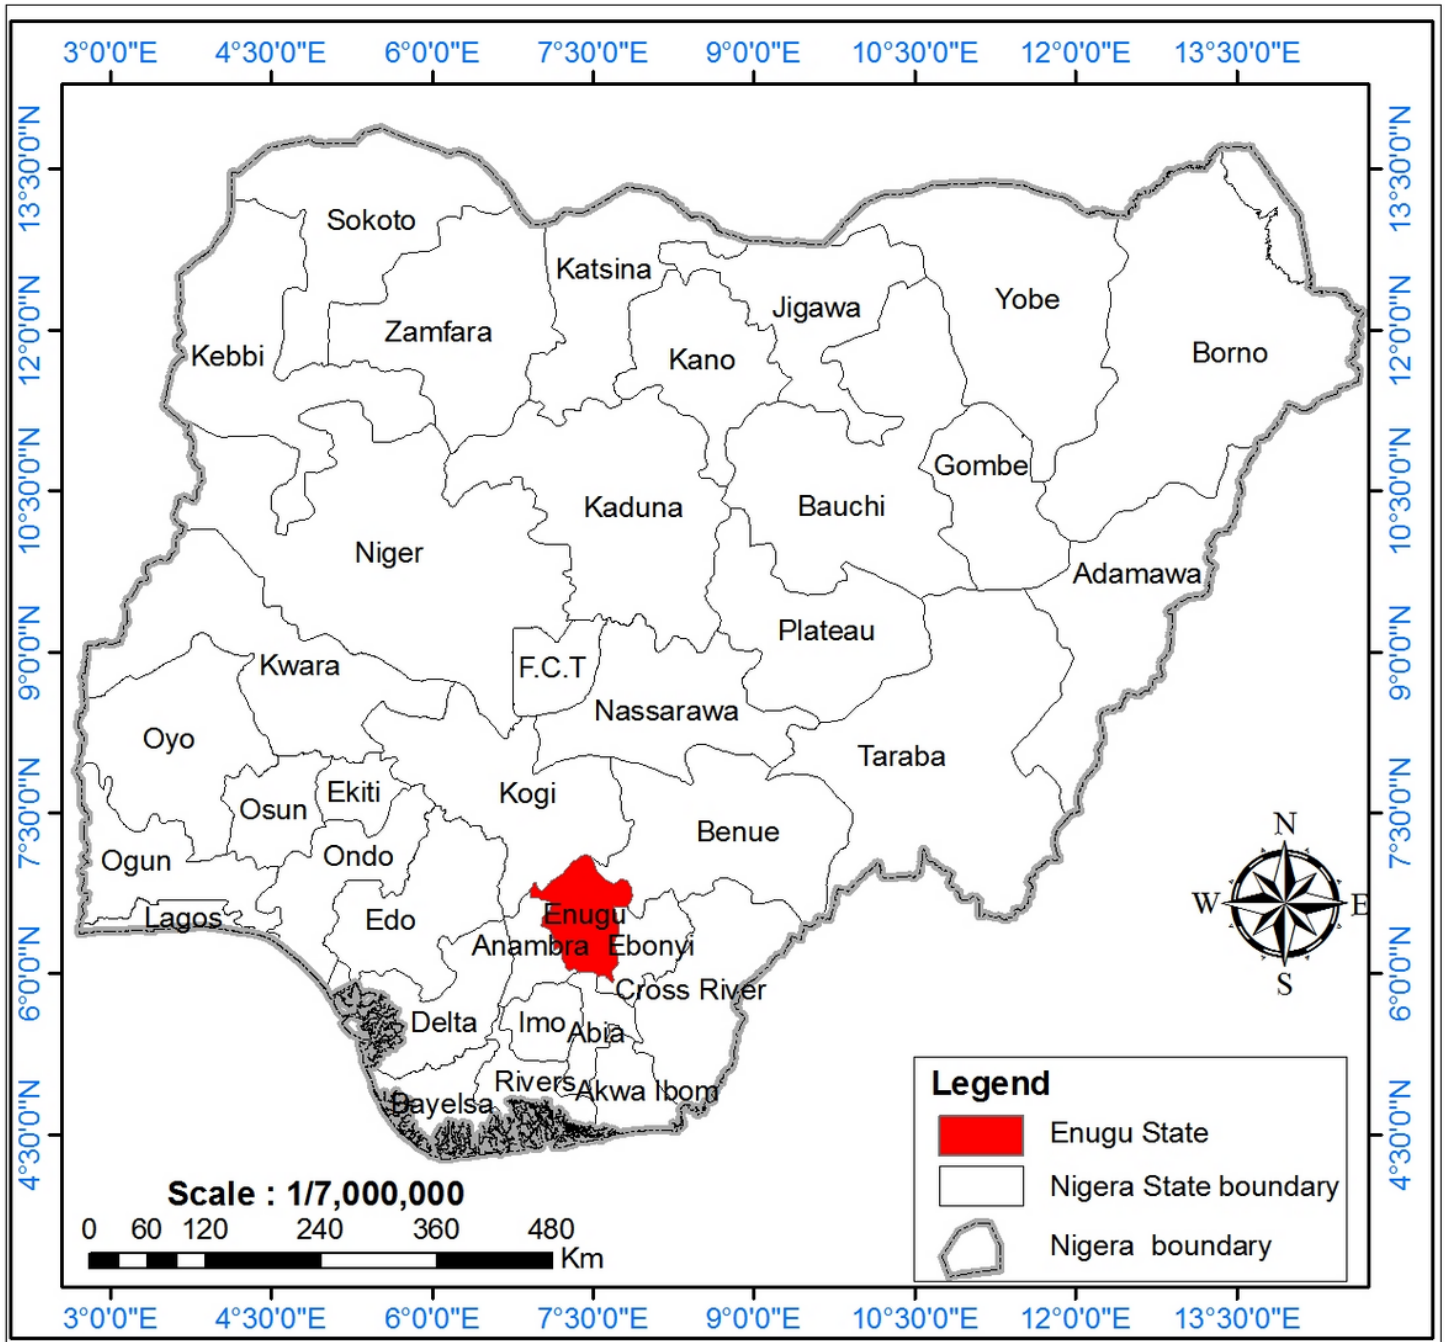 3°0'0"E 4°30'0"E 6°00'0"E 7°30'0"E 9°00'0"E 10°30'0"E 12°00'0"E 13°30'0"E
13°30'0"N
12°0'0"N
10°30'0"N
9°0'0"N
7°30'0"N
6°0'0"N
4°30'0"N
13°30'0"N
12°0'0"N
10°30'0"N
9°0'0"N
7°30'0"N
6°0'0"N
4°30'0"N
Sokoto
Katsina
Jigawa
Yobe
Zamfara
Kebbi
Kano
Borno
Gombe
Kaduna
Bauchi
Niger
Adamawa
Plateau
Kwara
F.C.T
Nassarawa
Oyo
Taraba
Ekiti
Kogi
Osun
Benue
Ogun
Ondo
Lagos
Edo
Enugu
Anambra
Ebonyi
Cross River
Delta
Imo
Abia
Rivers
Akwa Ibom
Bayelsa
N
W E
S
Legend
Enugu State
Nigera State boundary
Nigera boundary
Scale : 1/7,000,000
0 60 120 240 360 480
Km
3°0'0"E 4°30'0"E 6°00'0"E 7°30'0"E 9°00'0"E 10°30'0"E 12°00'0"E 13°30'0"E